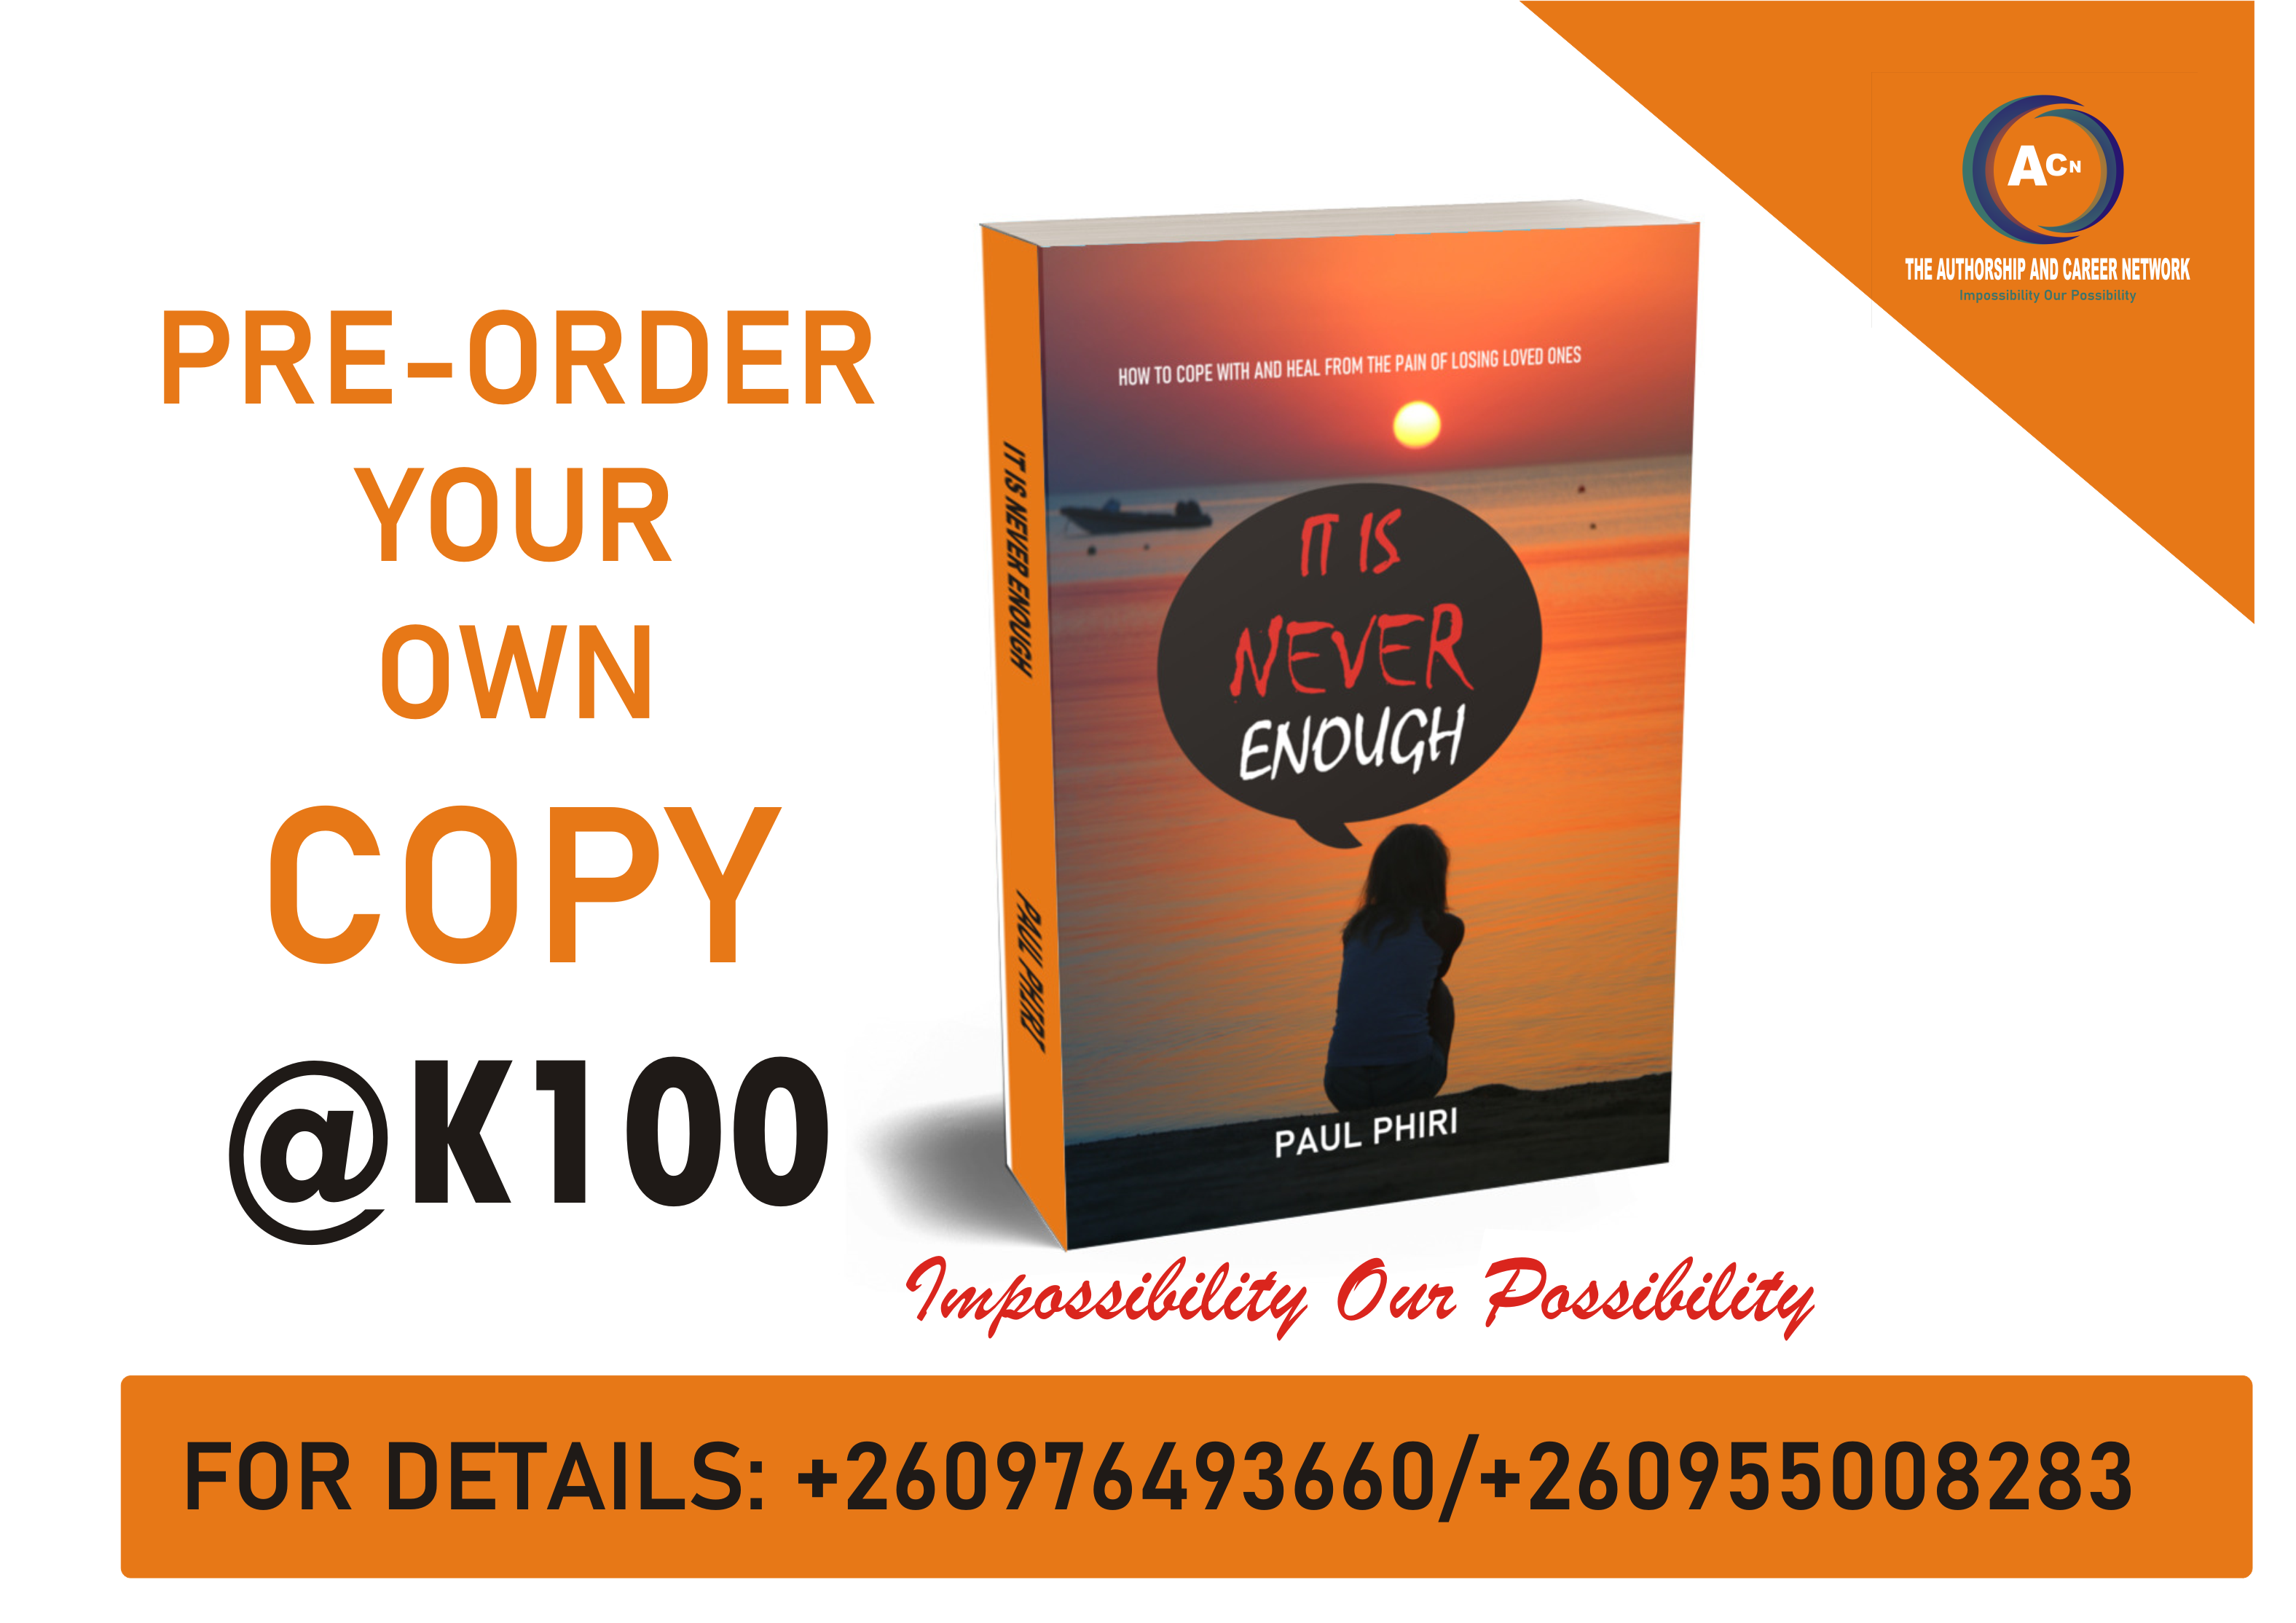 ACN
THE AUTHORSHIP AND CAREER NETWORK
Impossibility Our Possibility
PRE-ORDER
YOUR
OWN
COPY
@K100
HOW TO COPE WITH AND HEAL FROM THE PAIN OF LOSING LOVED ONES
IT IS
NEVER
ENOUGH
PAUL PHIRI
IT IS NEVER ENOUGH
PAUL PHIRI
Impossibility Our Possibility
FOR DETAILS: +260976493660/+260955008283